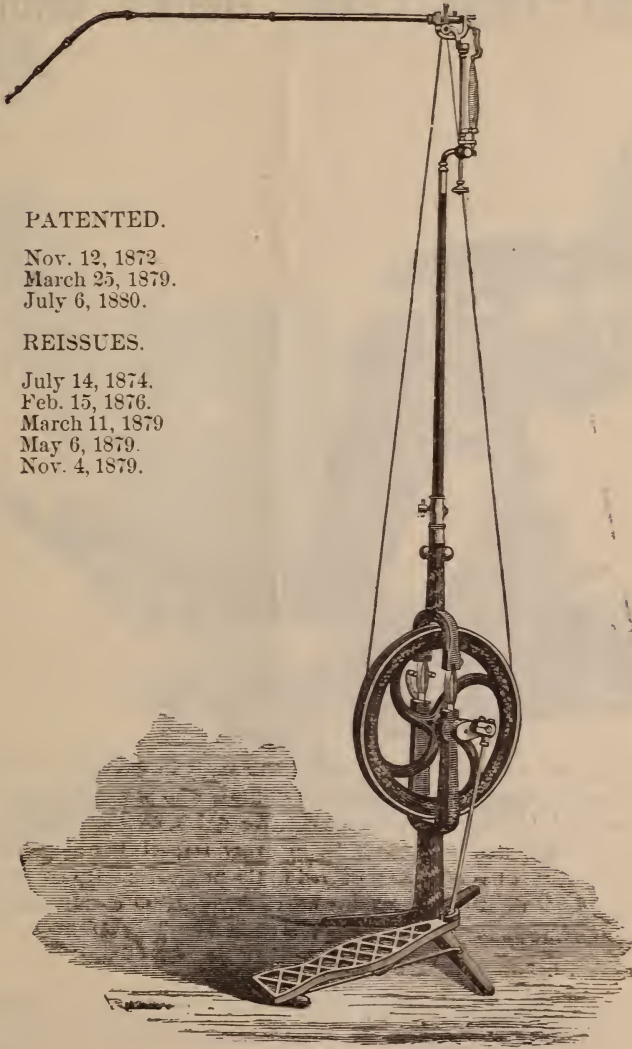 PATENTED.
Nov. 12, 1872
March 25, 1879.
July 6, 1880.
REISSUES.
July 14, 1874.
Feb. 15, 1876.
March 11, 1879
May 6, 1879.
Nov. 4, 1879.